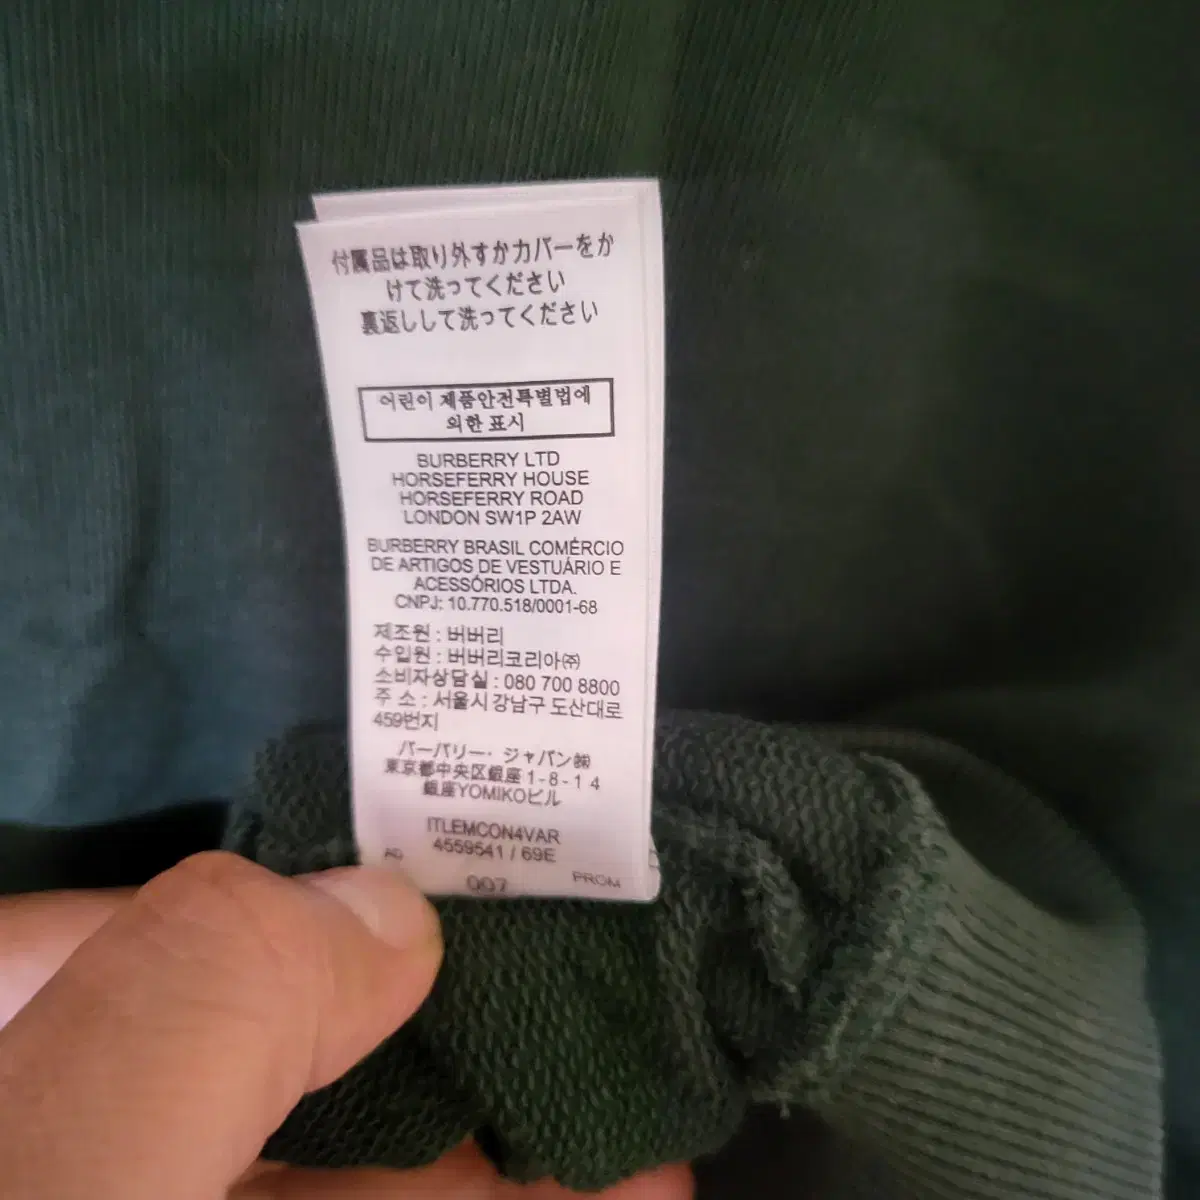 付属品は取り外すかカバーをか
けて洗ってください
裏返しして洗ってください
어린이 제품안전특별법에
의한 표시
BURBERRY LTD
HORSEFERRY HOUSE
HORSEFERRY ROAD
LONDON SW1P 2AW
BURBERRY BRASIL COMÉRCIO
DE ARTIGOS DE VESTUÁRIO E
ACESSÓRIOS LTDA.
CNPJ: 10.770.518/0001-68
제조원 : 버버리
수입원 : 버버리코리아㈜
소비자상담실 : 080 700 8800
주 소 : 서울시 강남구 도산대로
459번지
バーバリー・ジャパン㈱
東京都中央区銀座1-8-14
銀座YOMIKOビル
ITLEMCON4VAR
4559541 / 69E
AD 007 PROM